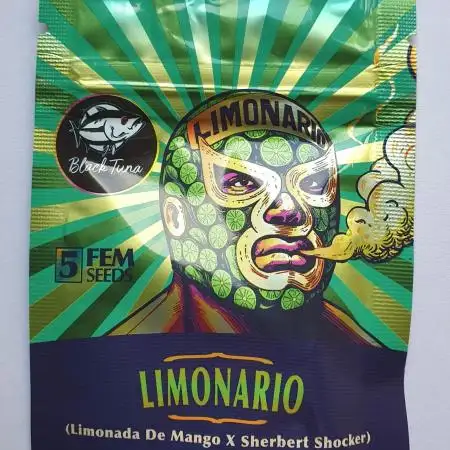 LIMONARIO
Black Tuna
5 FEM
SEEDS
LIMONARIO
(Limonada De Mango X Sherbert Shocker)